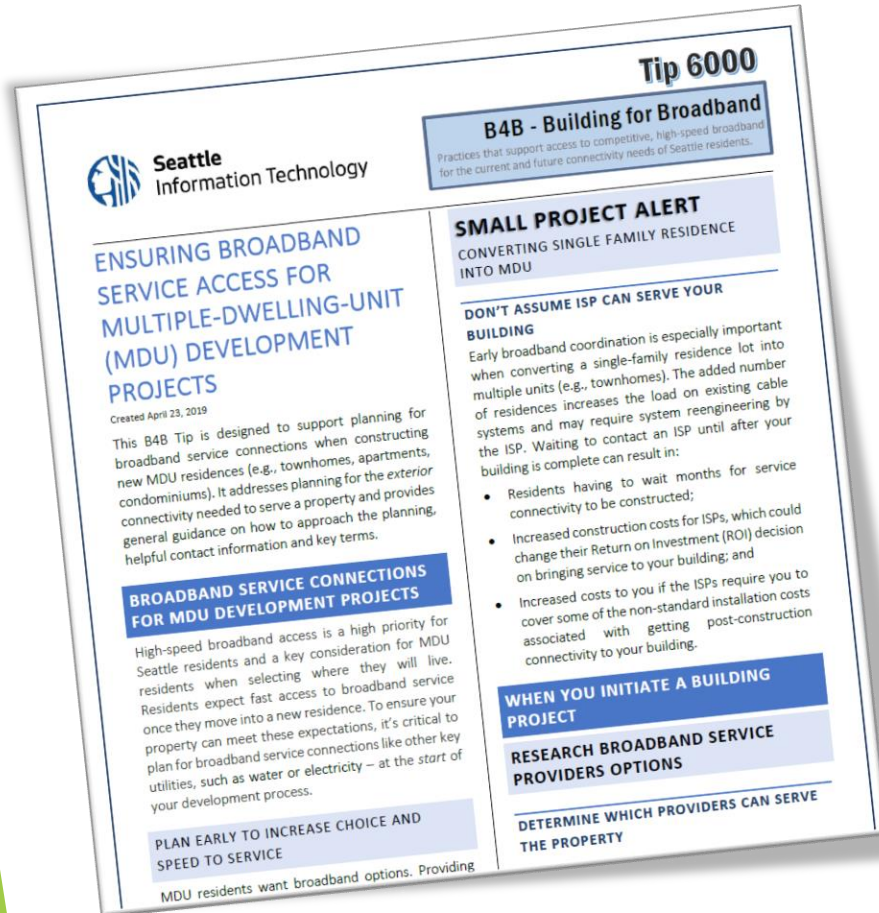 Tip 6000
B4B - Building for Broadband
Practices that support access to competitive, high-speed broadband
for the current and future connectivity needs of Seattle residents.
Seattle
Information Technology
ENSURING BROADBAND
SERVICE ACCESS FOR
MULTIPLE-DWELLING-UNIT
(MDU) DEVELOPMENT
PROJECTS
Created April 23, 2019
This B4B Tip is designed to support planning for
broadband service connections when constructing
new MDU residences (e.g., townhomes, apartments,
condominiums). It addresses planning for the exterior
connectivity needed to serve a property and provides
general guidance on how to approach the planning,
helpful contact information and key terms.
BROADBAND SERVICE CONNECTIONS
FOR MDU DEVELOPMENT PROJECTS
High-speed broadband access is a high priority for
Seattle residents and a key consideration for MDU
residents when selecting where they will live.
Residents expect fast access to broadband service
once they move into a new residence. To ensure your
property can meet these expectations, it's critical to
plan for broadband service connections like other key
utilities, such as water or electricity – at the start of
your development process.
PLAN EARLY TO INCREASE CHOICE AND
SPEED TO SERVICE
MDU residents want broadband options. Providing
SMALL PROJECT ALERT
CONVERTING SINGLE FAMILY RESIDENCE
INTO MDU
DON'T ASSUME ISP CAN SERVE YOUR
BUILDING
Early broadband coordination is especially important
when converting a single-family residence lot into
multiple units (e.g., townhomes). The added number
of residences increases the load on existing cable
systems and may require system reengineering by
the ISP. Waiting to contact an ISP until after your
building is complete can result in:
• Residents having to wait months for service
connectivity to be constructed;
• Increased construction costs for ISPs, which could
change their Return on Investment (ROI) decision
on bringing service to your building; and
• Increased costs to you if the ISPs require you to
cover some of the non-standard installation costs
associated with getting post-construction
connectivity to your building.
WHEN YOU INITIATE A BUILDING
PROJECT
RESEARCH BROADBAND SERVICE
PROVIDERS OPTIONS
DETERMINE WHICH PROVIDERS CAN SERVE
THE PROPERTY